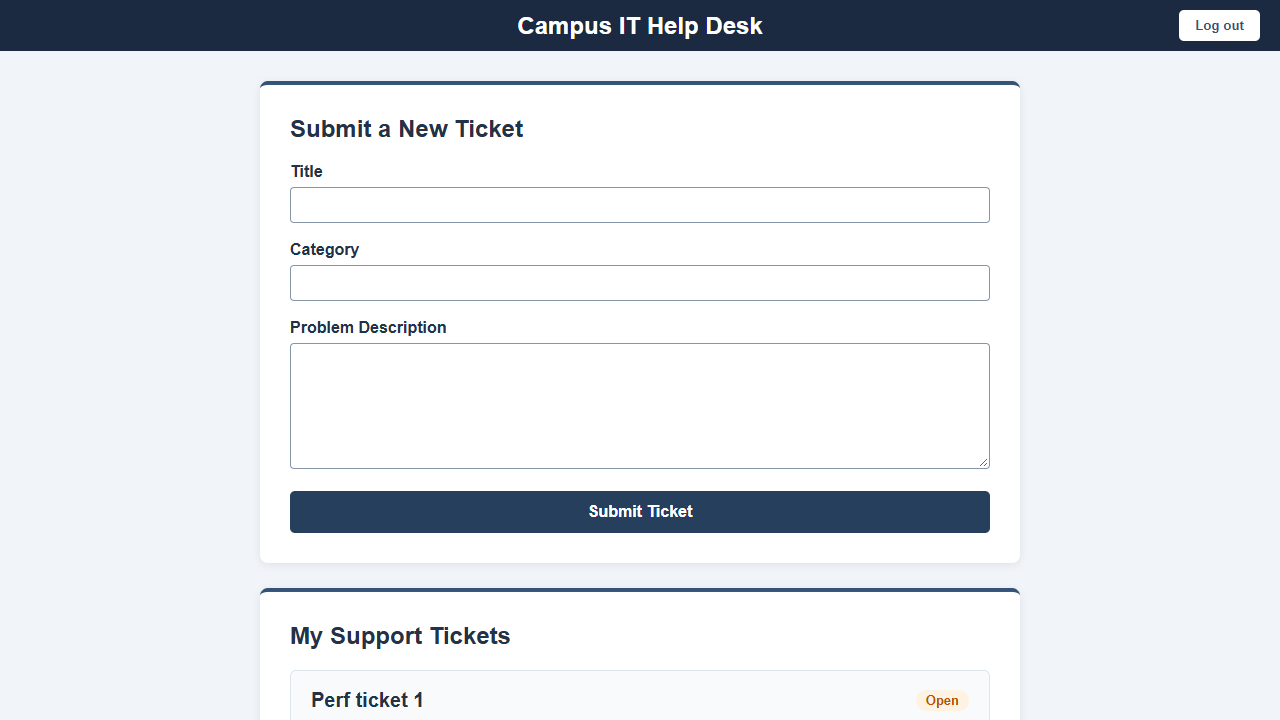 Campus IT Help Desk
Log out
Submit a New Ticket
Title
Category
Problem Description
Submit Ticket
My Support Tickets
Perf ticket 1
Open